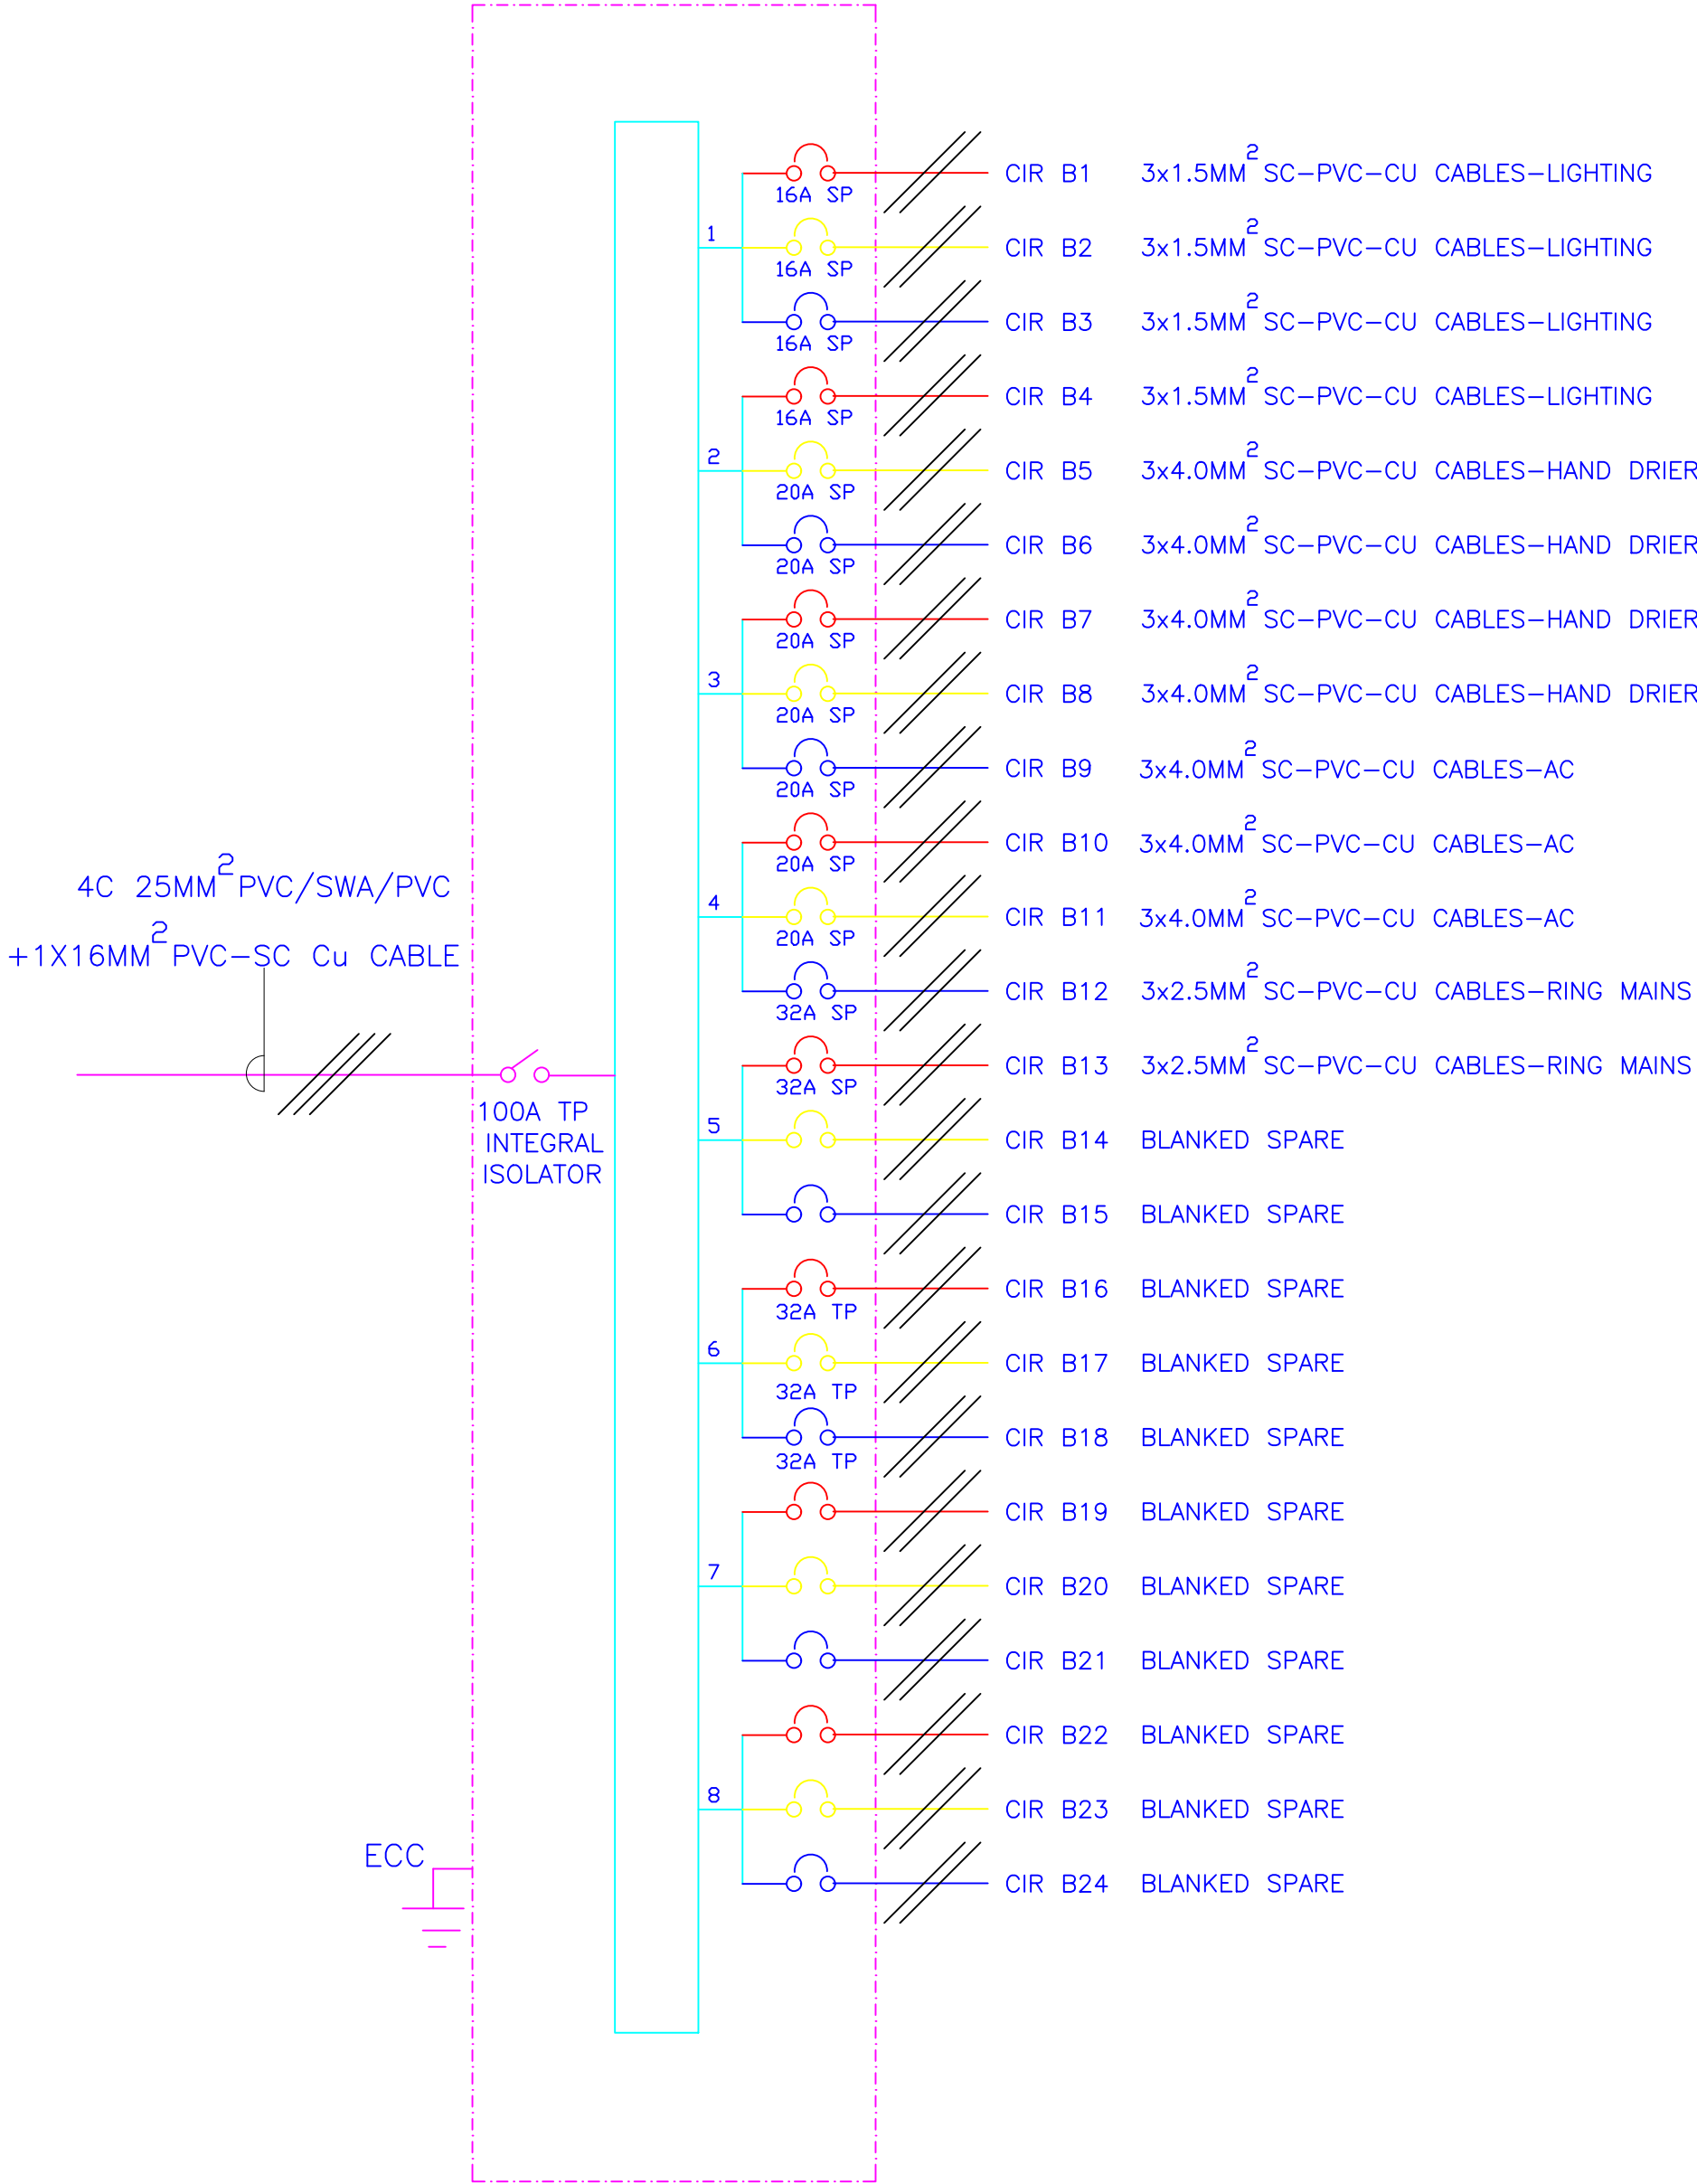 CIR B1 3x1.5MM² SC-PVC-CU CABLES-LIGHTING
16A SP
1
CIR B2 3x1.5MM² SC-PVC-CU CABLES-LIGHTING
16A SP
CIR B3 3x1.5MM² SC-PVC-CU CABLES-LIGHTING
16A SP
CIR B4 3x1.5MM² SC-PVC-CU CABLES-LIGHTING
16A SP
2
CIR B5 3x4.0MM² SC-PVC-CU CABLES-HAND DRIER
20A SP
CIR B6 3x4.0MM² SC-PVC-CU CABLES-HAND DRIER
20A SP
CIR B7 3x4.0MM² SC-PVC-CU CABLES-HAND DRIER
20A SP
3
CIR B8 3x4.0MM² SC-PVC-CU CABLES-HAND DRIER
20A SP
CIR B9 3x4.0MM² SC-PVC-CU CABLES-AC
20A SP
CIR B10 3x4.0MM² SC-PVC-CU CABLES-AC
20A SP
4
CIR B11 3x4.0MM² SC-PVC-CU CABLES-AC
20A SP
CIR B12 3x2.5MM² SC-PVC-CU CABLES-RING MAINS
32A SP
CIR B13 3x2.5MM² SC-PVC-CU CABLES-RING MAINS
32A SP
5
CIR B14 BLANKED SPARE
CIR B15 BLANKED SPARE
CIR B16 BLANKED SPARE
32A TP
6
CIR B17 BLANKED SPARE
32A TP
CIR B18 BLANKED SPARE
32A TP
CIR B19 BLANKED SPARE
7
CIR B20 BLANKED SPARE
CIR B21 BLANKED SPARE
CIR B22 BLANKED SPARE
8
CIR B23 BLANKED SPARE
CIR B24 BLANKED SPARE
4C 25MM² PVC/SWA/PVC
+1X16MM² PVC-SC Cu CABLE
100A TP
INTEGRAL
ISOLATOR
ECC